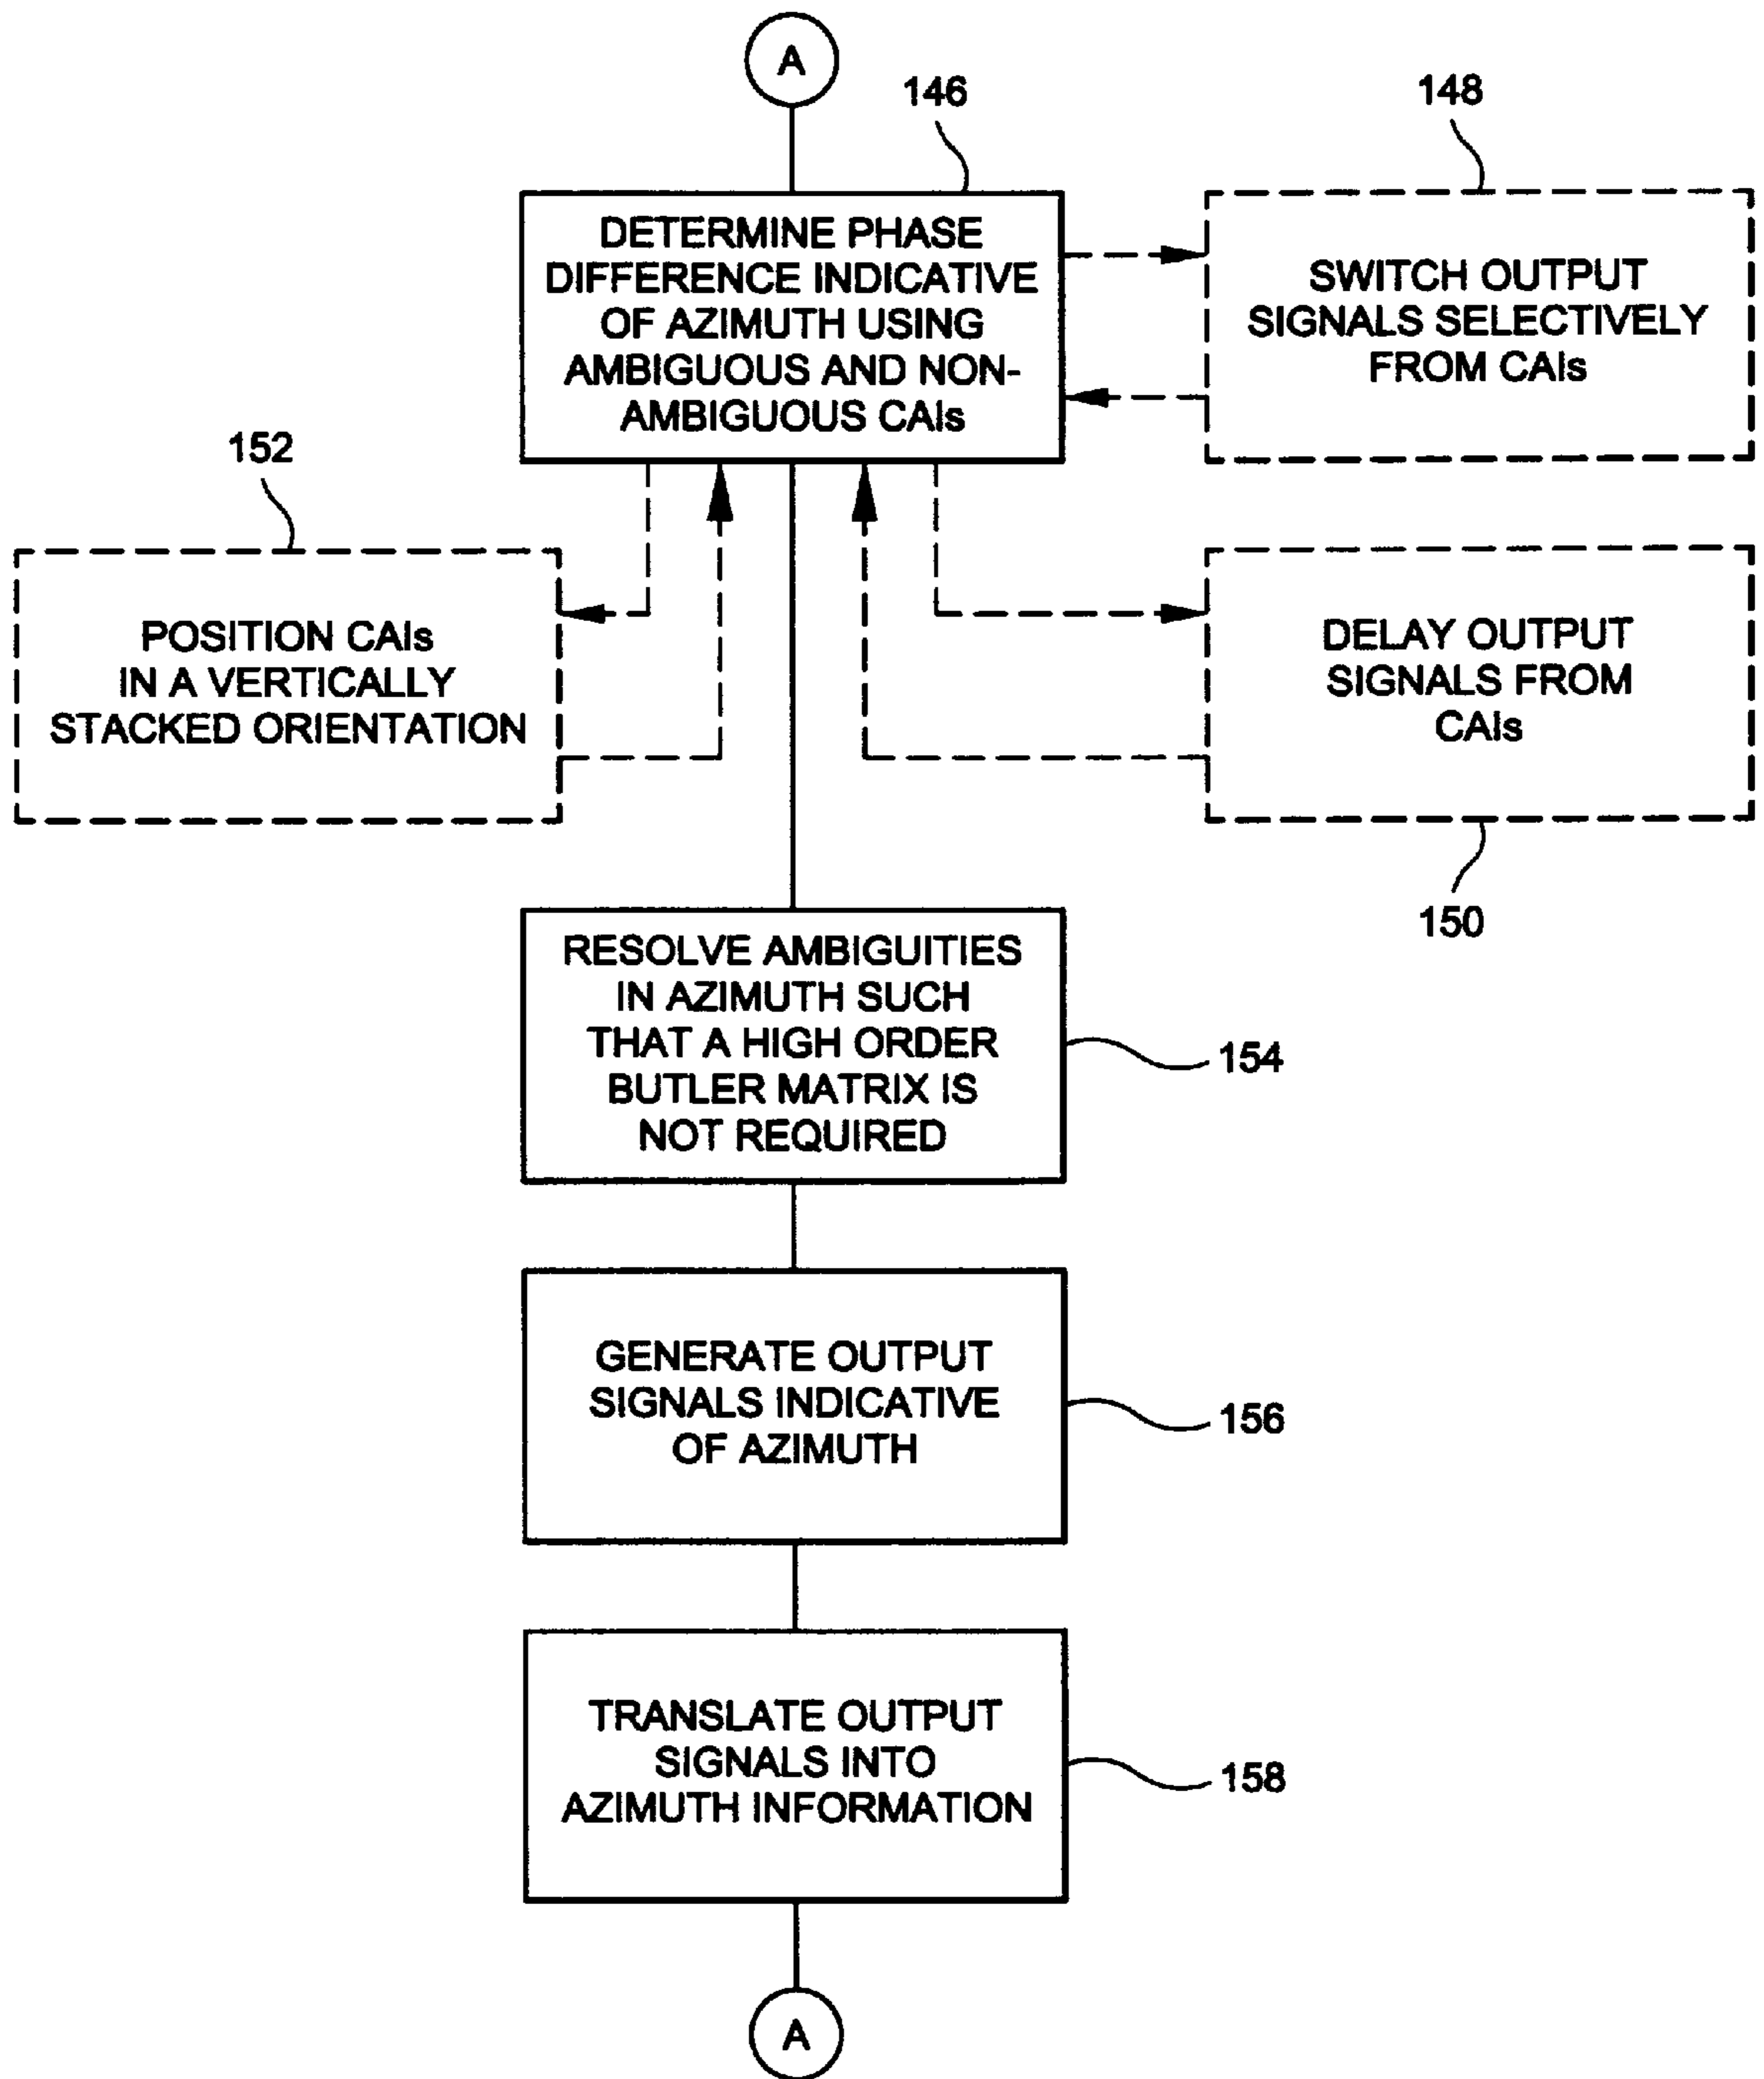 A
146
148
DETERMINE PHASE
DIFFERENCE INDICATIVE
OF AZIMUTH USING
AMBIGUOUS AND NON-
AMBIGUOUS CAIs
SWITCH OUTPUT
SIGNALS SELECTIVELY
FROM CAIs
152
POSITION CAIs
IN A VERTICALLY
STACKED ORIENTATION
DELAY OUTPUT
SIGNALS FROM
CAIs
150
RESOLVE AMBIGUITIES
IN AZIMUTH SUCH
THAT A HIGH ORDER
BUTLER MATRIX IS
NOT REQUIRED
154
GENERATE OUTPUT
SIGNALS INDICATIVE
OF AZIMUTH
156
TRANSLATE OUTPUT
SIGNALS INTO
AZIMUTH INFORMATION
158
A